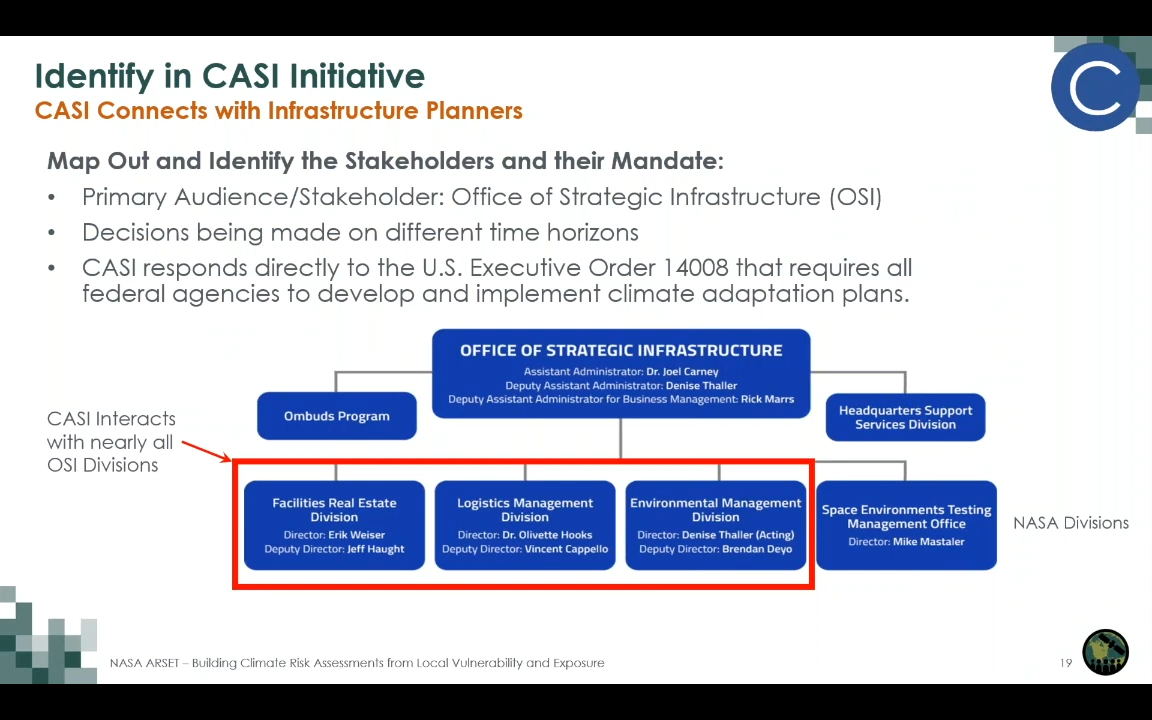 Identify in CASI Initiative
CASI Connects with Infrastructure Planners
C
Map Out and Identify the Stakeholders and their Mandate:
• Primary Audience/Stakeholder: Office of Strategic Infrastructure (OSI)
• Decisions being made on different time horizons
• CASI responds directly to the U.S. Executive Order 14008 that requires all
federal agencies to develop and implement climate adaptation plans.
OFFICE OF STRATEGIC INFRASTRUCTURE
Assistant Administrator: Dr. Joel Carney
Deputy Assistant Administrator: Denise Thaller
Deputy Assistant Administrator for Business Management: Rick Marrs
Ombuds Program
Headquarters Support
Services Division
CASI Interacts
with nearly all
OSI Divisions
Facilities Real Estate
Division
Director: Erik Weiser
Deputy Director: Jeff Haught
Logistics Management
Division
Director: Dr. Olivette Hooks
Deputy Director: Vincent Cappello
Environmental Management
Division
Director: Denise Thaller (Acting)
Deputy Director: Brendan Deyo
Space Environments Testing
Management Office
Director: Mike Mastaler
NASA Divisions
NASA ARSET – Building Climate Risk Assessments from Local Vulnerability and Exposure
19